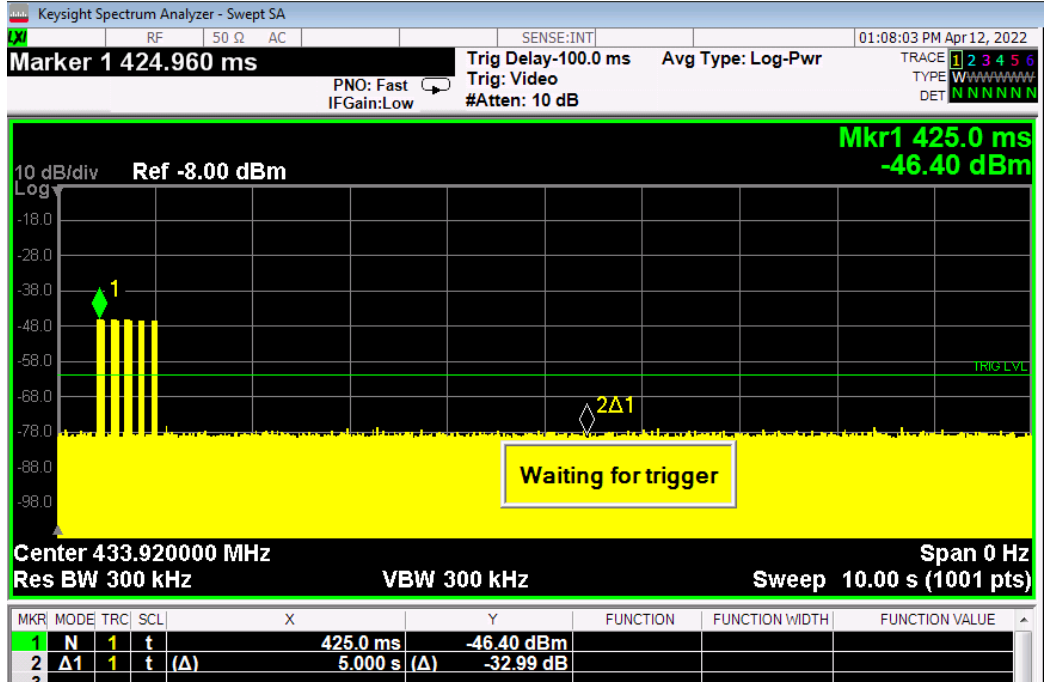 Keysight Spectrum Analyzer - Swept SA
LXI RF 50 Ω AC SENSE:INT 01:08:03 PM Apr 12, 2022
Marker 1 424.960 ms
PNO: Fast
IFGain:Low
Trig Delay-100.0 ms
Trig: Video
#Atten: 10 dB
Avg Type: Log-Pwr
TRACE 1 2 3 4 5 6
TYPE WWWWWW
DET N N N N N N
Mkr1 425.0 ms
-46.40 dBm
10 dB/div Ref -8.00 dBm
Log
-18.0
-28.0
-38.0
1
-48.0
-58.0
TRIG LVL
-68.0
2Δ1
-78.0
-88.0
Waiting for trigger
-98.0
Center 433.920000 MHz Span 0 Hz
Res BW 300 kHz VBW 300 kHz Sweep 10.00 s (1001 pts)
MKR MODE TRC SCL X Y FUNCTION FUNCTION WIDTH FUNCTION VALUE
1 N 1 t 425.0 ms -46.40 dBm
2 Δ1 1 t (Δ) 5.000 s (Δ) -32.99 dB